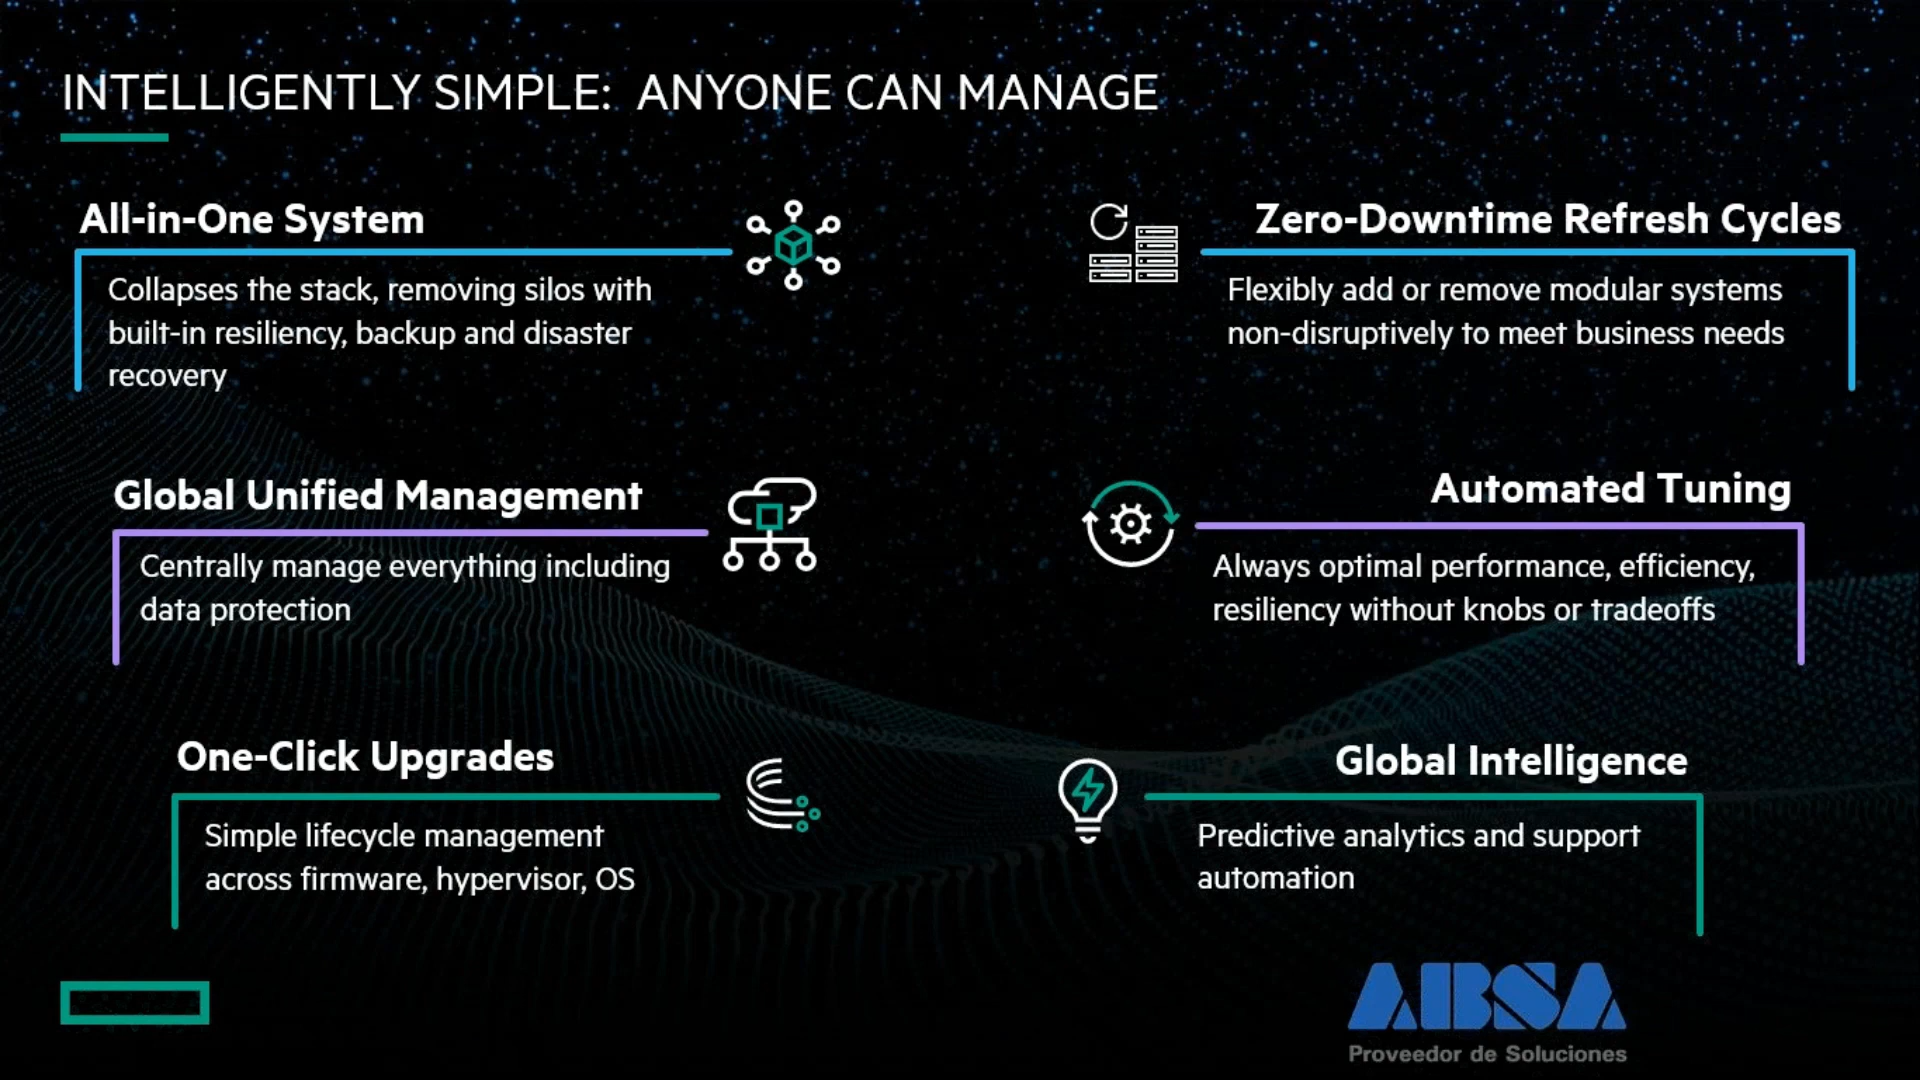 INTELLIGENTLY SIMPLE: ANYONE CAN MANAGE
All-in-One System
Collapses the stack, removing silos with
built-in resiliency, backup and disaster
recovery
Zero-Downtime Refresh Cycles
Flexibly add or remove modular systems
non-disruptively to meet business needs
Global Unified Management
Centrally manage everything including
data protection
Automated Tuning
Always optimal performance, efficiency,
resiliency without knobs or tradeoffs
One-Click Upgrades
Simple lifecycle management
across firmware, hypervisor, OS
Global Intelligence
Predictive analytics and support
automation
ABSA
Proveedor de Soluciones